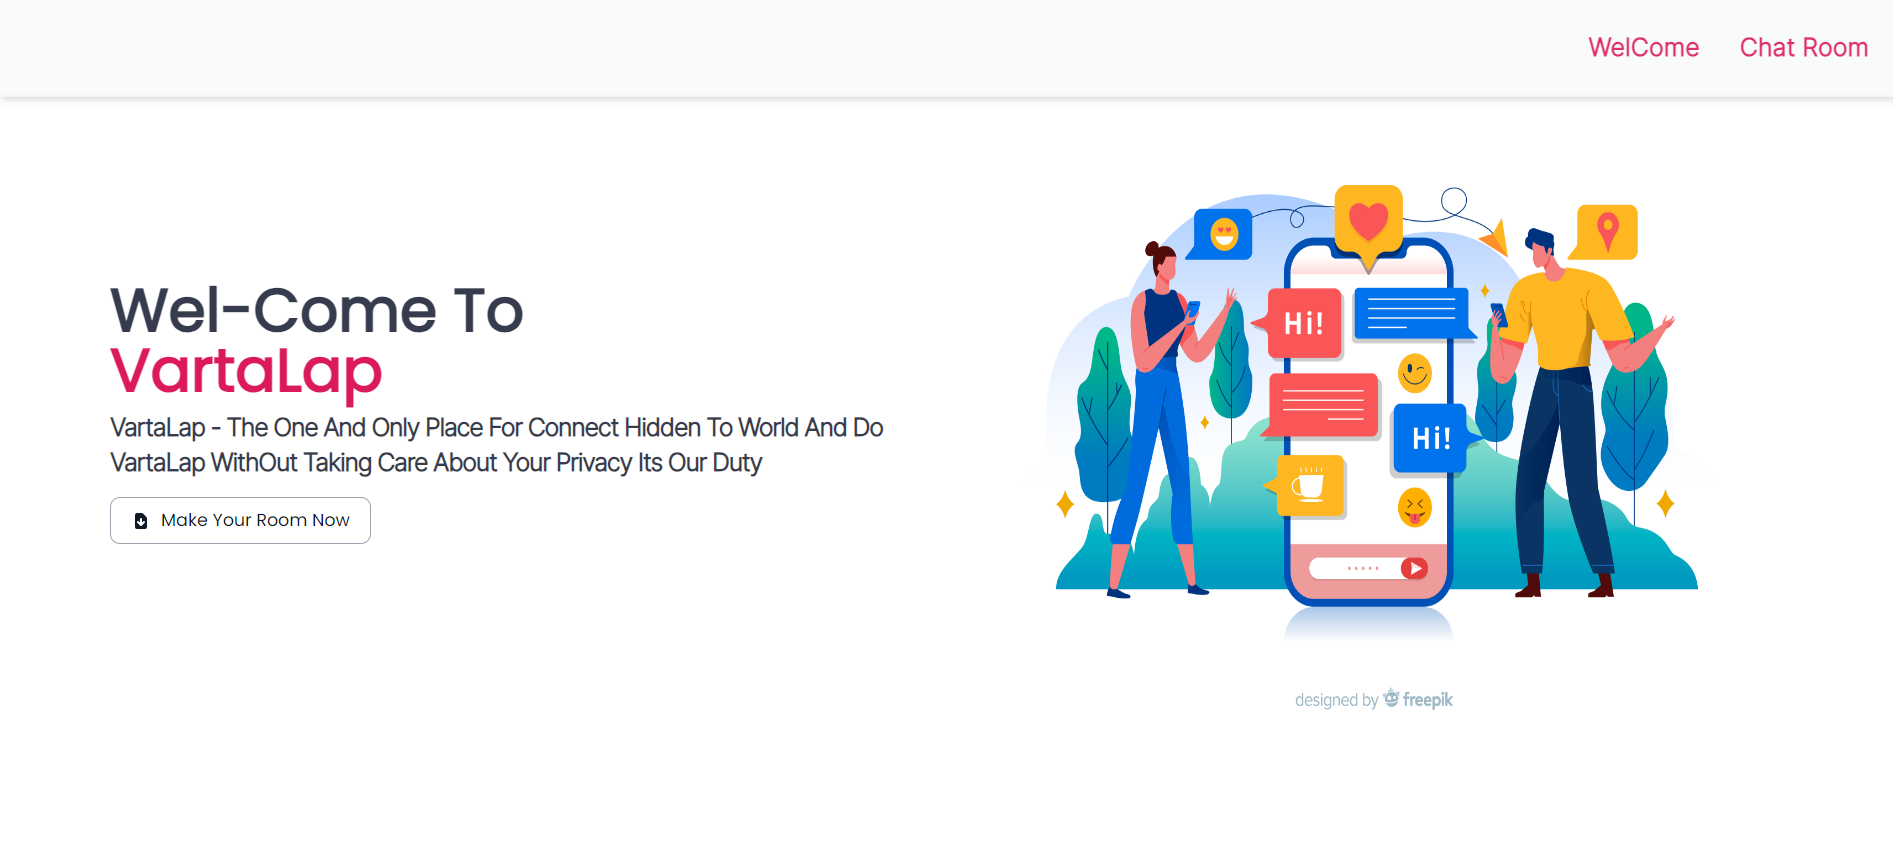 WelCome Chat Room
Wel-Come To
VartaLap
VartaLap - The One And Only Place For Connect Hidden To World And Do
VartaLap WithOut Taking Care About Your Privacy Its Our Duty
Make Your Room Now
Hi!
Hi!
designed by freepik